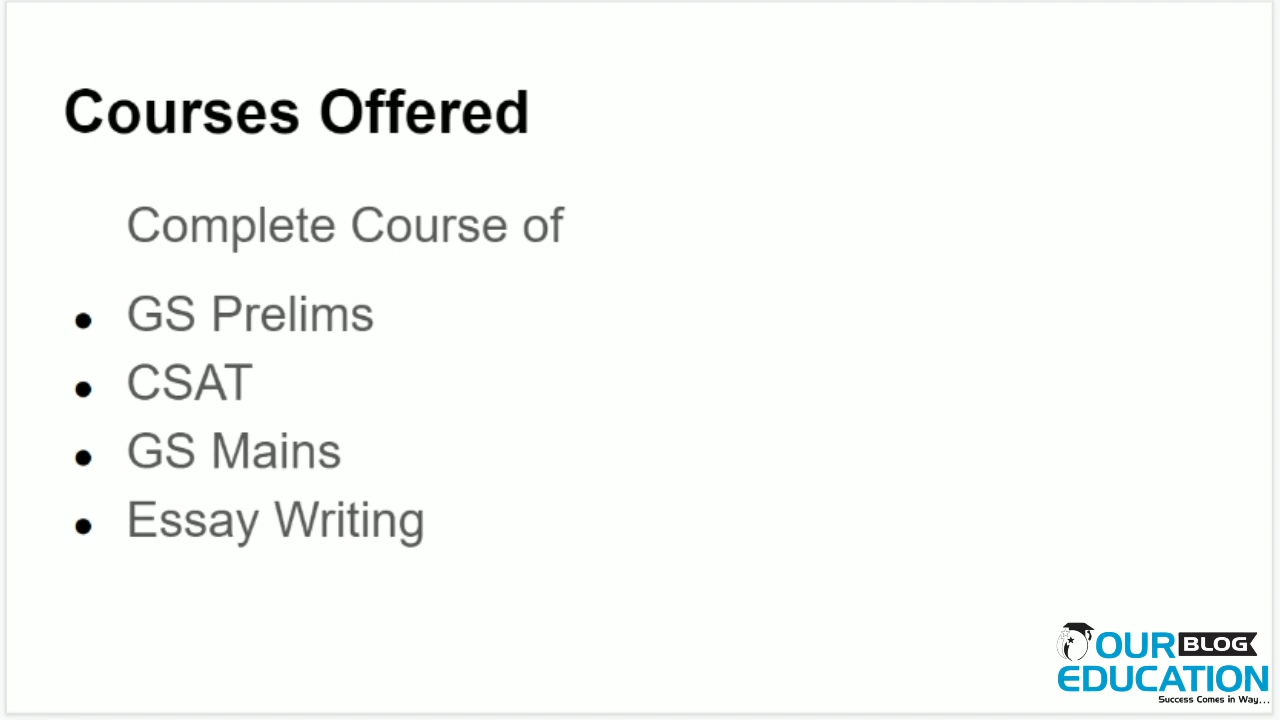 Courses Offered
Complete Course of
GS Prelims
CSAT
GS Mains
Essay Writing
OUR BLOG
EDUCATION
Success Comes in Way...